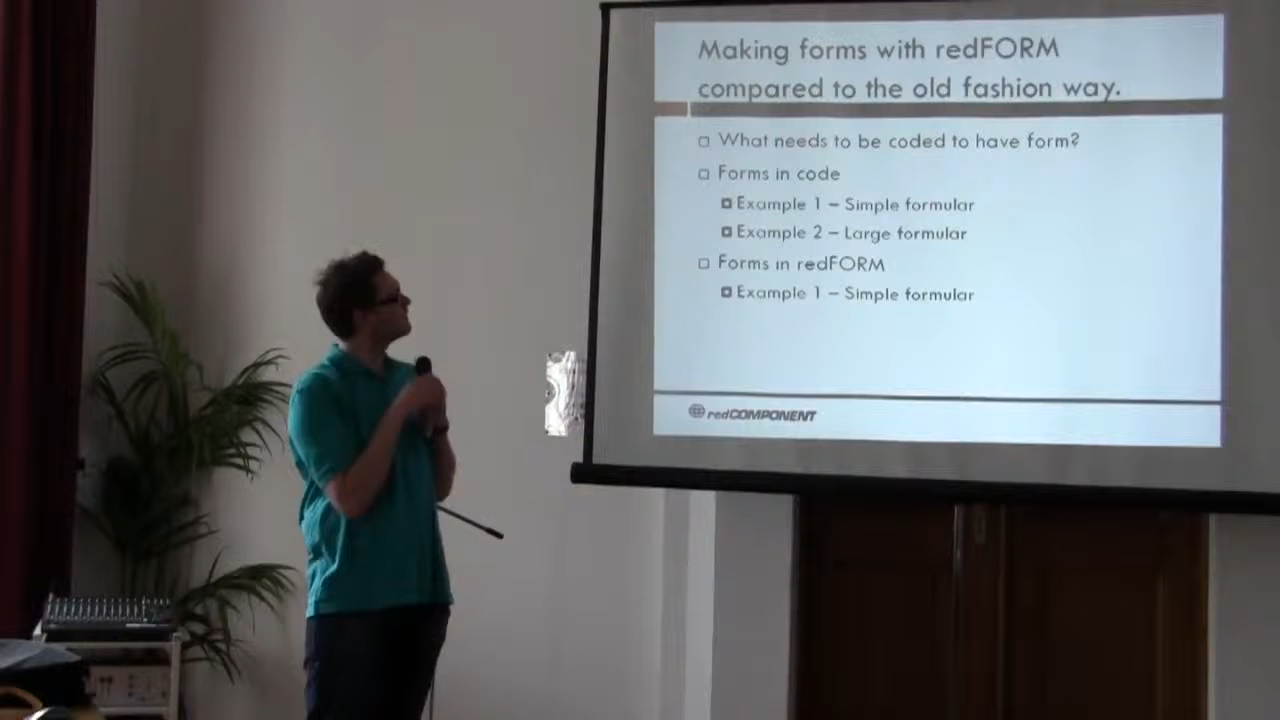 Making forms with redFORM
compared to the old fashion way.
What needs to be coded to have form?
Forms in code
Example 1 – Simple formular
Example 2 – Large formular
Forms in redFORM
Example 1 – Simple formular
redCOMPONENT